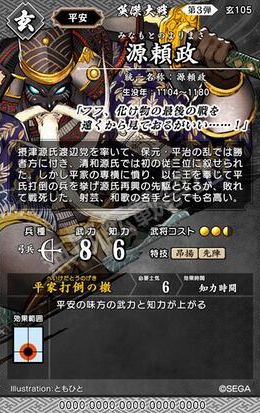 玄
平安
英傑大戦
第3弾
玄105
みなもとのよりまさ
源頼政
統一名称：源頼政
生没年：1104～1180
「フフ、化け物の最後の顔を
遠くから見てるがいい……！」
摂津源氏渡辺党を率いて、保元・平治の乱では勝
者方に付き、清和源氏では初の従三位に叙せられ
た。しかし平家の専横に憤り、以仁王を奉じて平
氏打倒の兵を挙げ源氏再興の先駆となるが、敗れ
て戦死した。射芸、和歌の名手としても名高い。
兵種 武力 知力 武将コスト
弓兵 8 6 特技 昂揚 先陣
へいけだとうのげき 必要士気 効果時間
平家打倒の檄 6 知力時間
平安の味方の武力と知力が上がる
効果範囲
Illustration:ともひと
©SEGA
0000-0000-0000-0000-0000